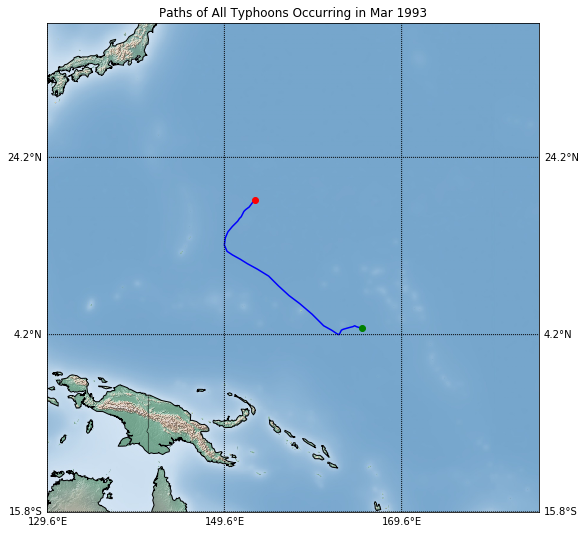 Paths of All Typhoons Occurring in Mar 1993
24.2°N 24.2°N
4.2°N 4.2°N
15.8°S 15.8°S
129.6°E 149.6°E 169.6°E